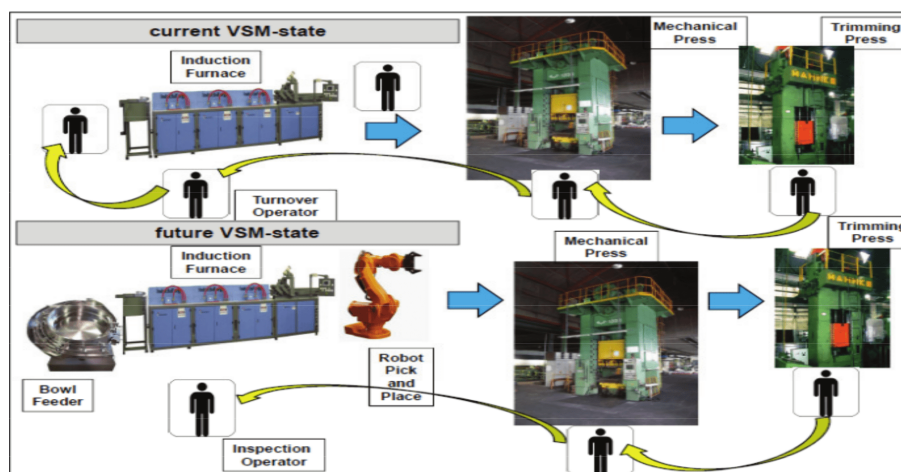 current VSM-state
Mechanical
Press
Trimming
Press
Induction
Furnace
Turnover
Operator
future VSM-state
Induction
Furnace
Mechanical
Press
Trimming
Press
Bowl
Feeder
Robot
Pick
and
Place
Inspection
Operator